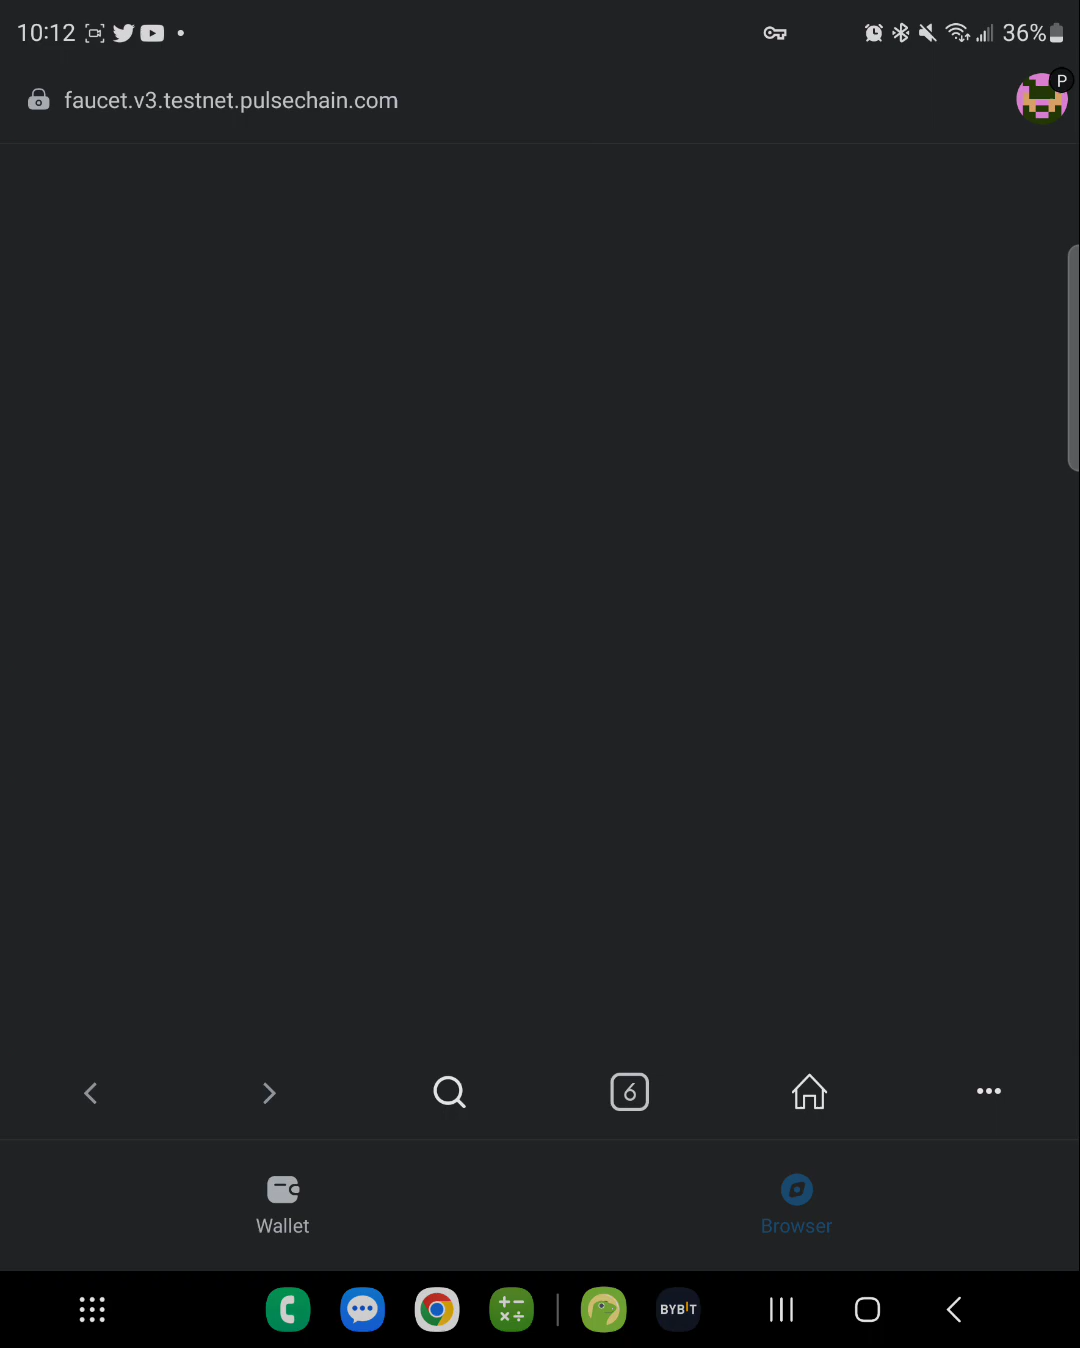 10:12
36%
faucet.v3.testnet.pulsechain.com
P
6
Wallet
Browser
BYBIT